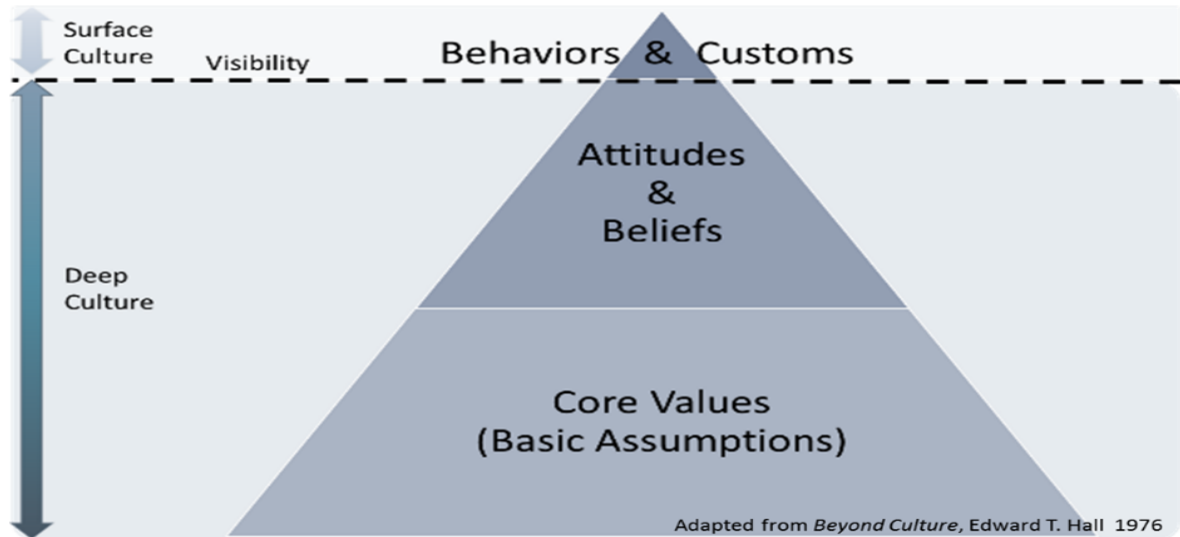 Surface
Culture
Visibility
Behaviors & Customs
Attitudes
&
Beliefs
Deep
Culture
Core Values
(Basic Assumptions)
Adapted from Beyond Culture, Edward T. Hall 1976